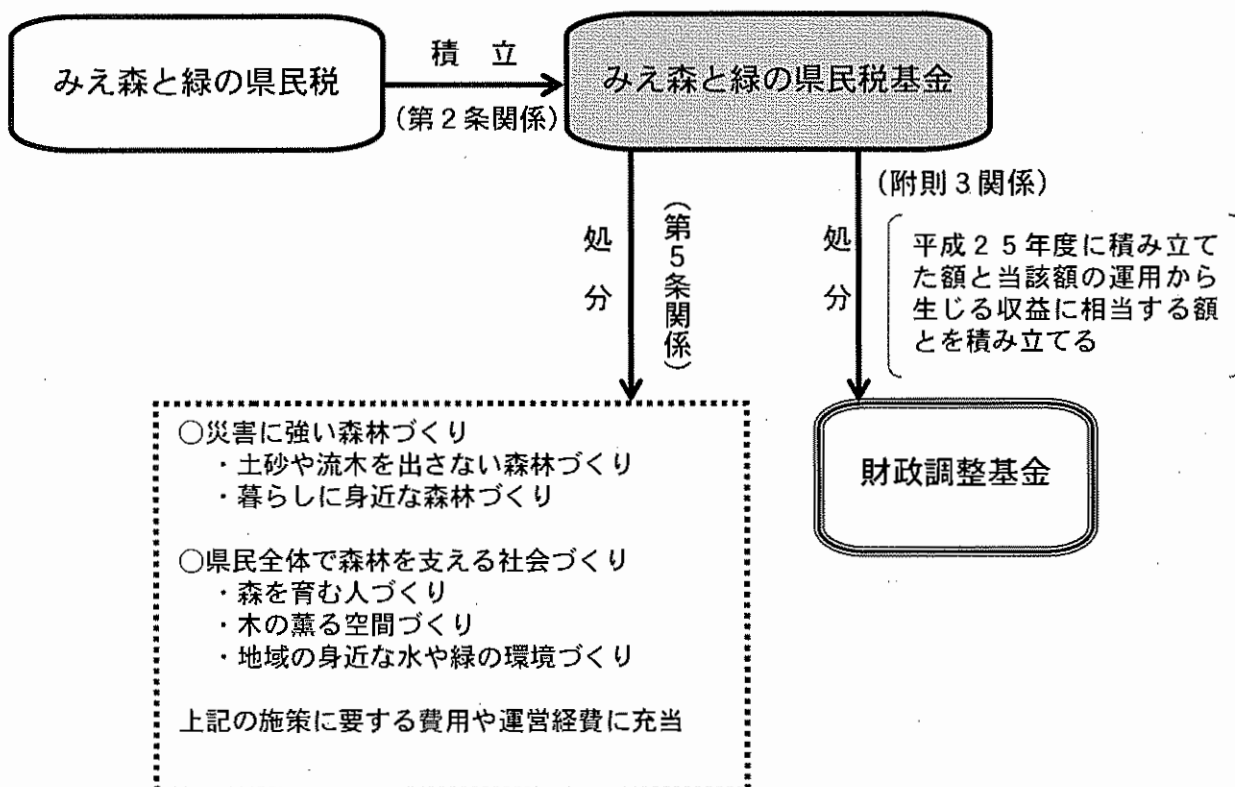 みえ森と緑の県民税
積 立
(第2条関係)
みえ森と緑の県民税基金
処分
(第5条関係)
処分
(附則3関係)
平成25年度に積み立て
た額と当該額の運用から
生じる収益に相当する額
とを積み立てる
○災害に強い森林づくり
・土砂や流木を出さない森林づくり
・暮らしに身近な森林づくり
○県民全体で森林を支える社会づくり
・森を育む人づくり
・木の薫る空間づくり
・地域の身近な水や緑の環境づくり
上記の施策に要する費用や運営経費に充当
財政調整基金